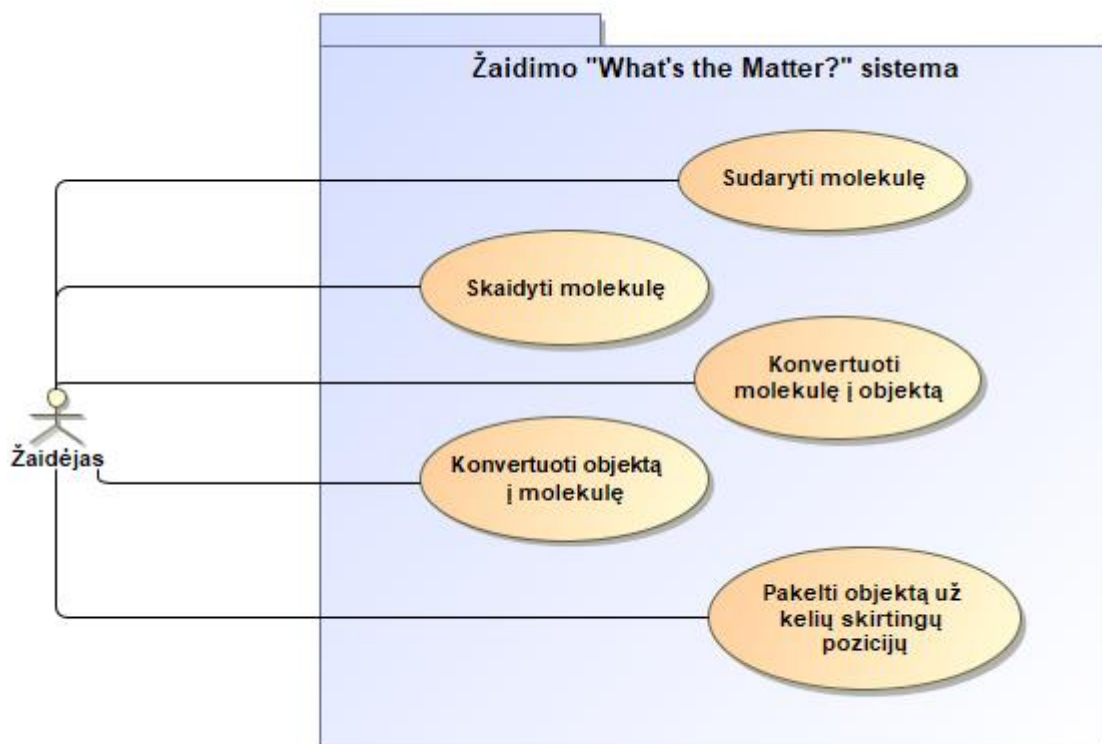 Žaidimo "What's the Matter?" sistema
Sudaryti molekulę
Skaidyti molekulę
Konvertuoti
molekulę į objektą
Žaidėjas
Konvertuoti objektą
į molekulę
Pakelti objektą už
kelių skirtingų
pozicijų